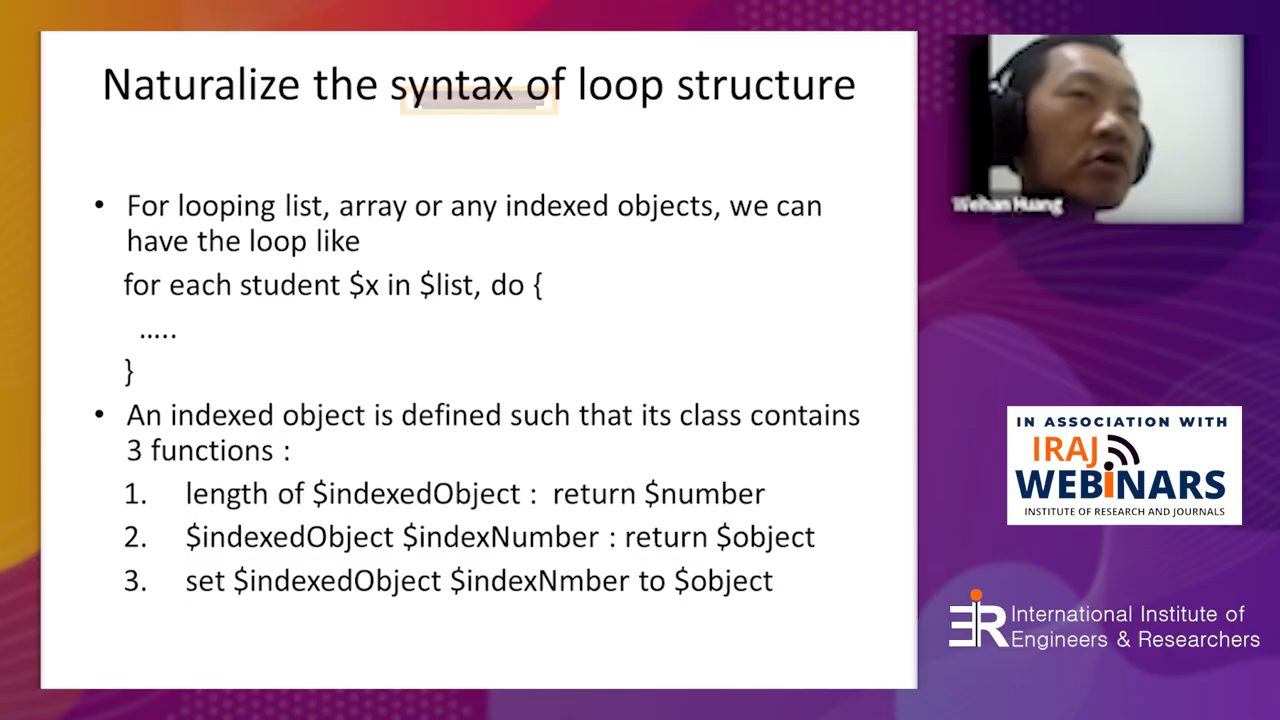 Naturalize the syntax of loop structure
• For looping list, array or any indexed objects, we can
have the loop like
for each student $x in $list, do {
.....
}
• An indexed object is defined such that its class contains
3 functions :
1. length of $indexedObject : return $number
2. $indexedObject $indexNumber : return $object
3. set $indexedObject $indexNmber to $object
Weihan Huang
IN ASSOCIATION WITH
IRAJ
WEBiNARS
INSTITUTE OF RESEARCH AND JOURNALS
International Institute of
Engineers & Researchers